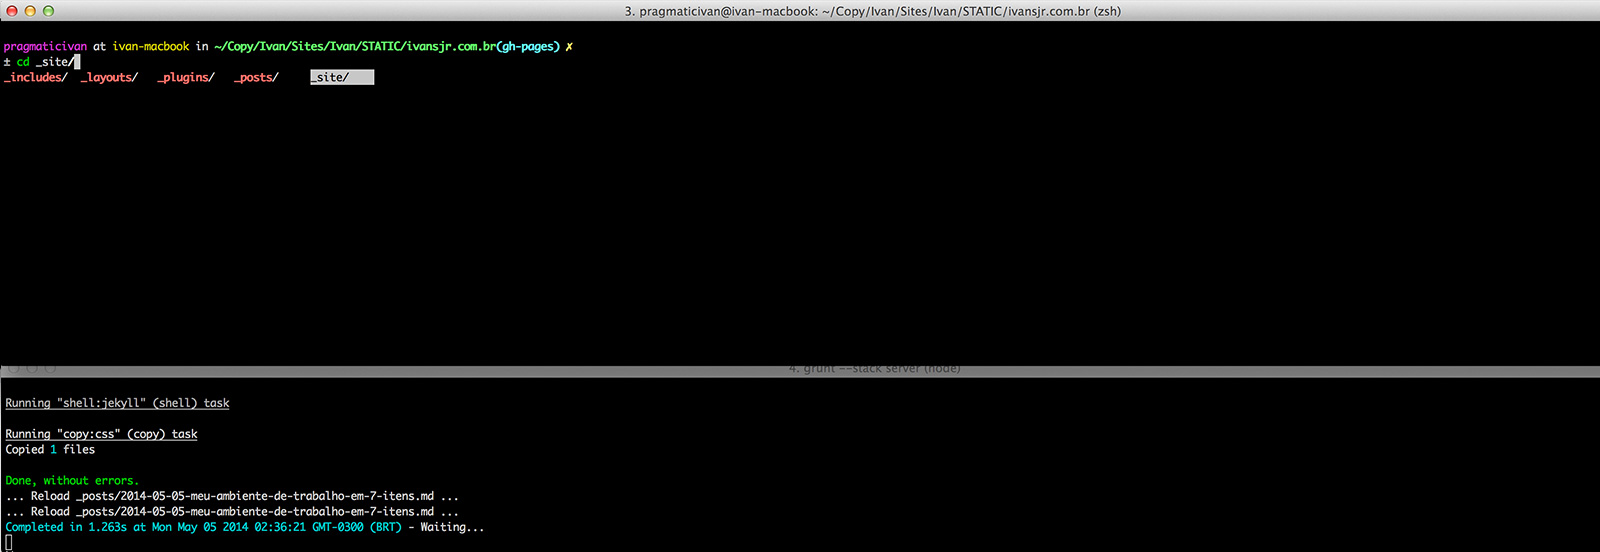 3. pragmaticivan@ivan-macbook: ~/Copy/Ivan/Sites/Ivan/STATIC/ivansjr.com.br (zsh)
pragmaticivan at ivan-macbook in ~/Copy/Ivan/Sites/Ivan/STATIC/ivansjr.com.br(gh-pages) ✗
± cd _site/
_includes/ _layouts/ _plugins/ _posts/ _site/
4. grunt --stack server (node)
Running "shell:jekyll" (shell) task
Running "copy:css" (copy) task
Copied 1 files
Done, without errors.
... Reload _posts/2014-05-05-meu-ambiente-de-trabalho-em-7-itens.md ...
... Reload _posts/2014-05-05-meu-ambiente-de-trabalho-em-7-itens.md ...
Completed in 1.263s at Mon May 05 2014 02:36:21 GMT-0300 (BRT) - Waiting...